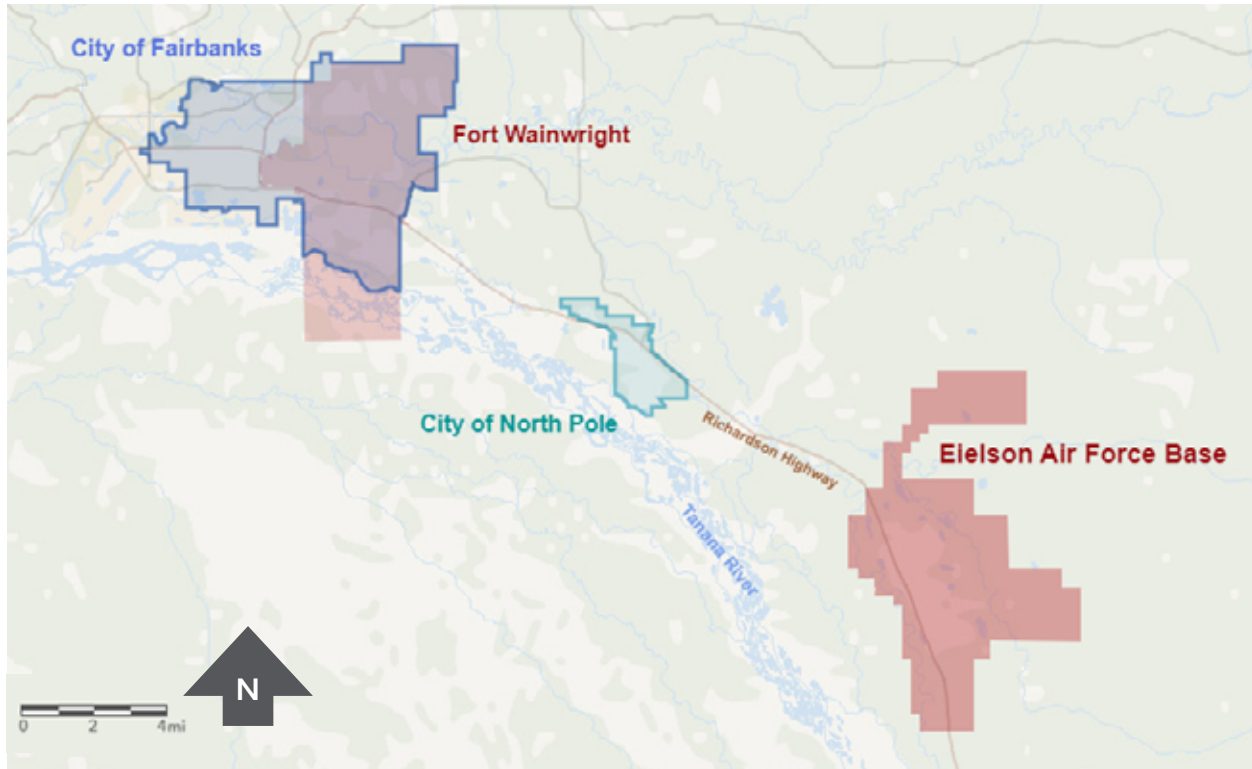 City of Fairbanks
Fort Wainwright
City of North Pole
Richardson Highway
Eielson Air Force Base
Tanana River
N
0 2 4mi